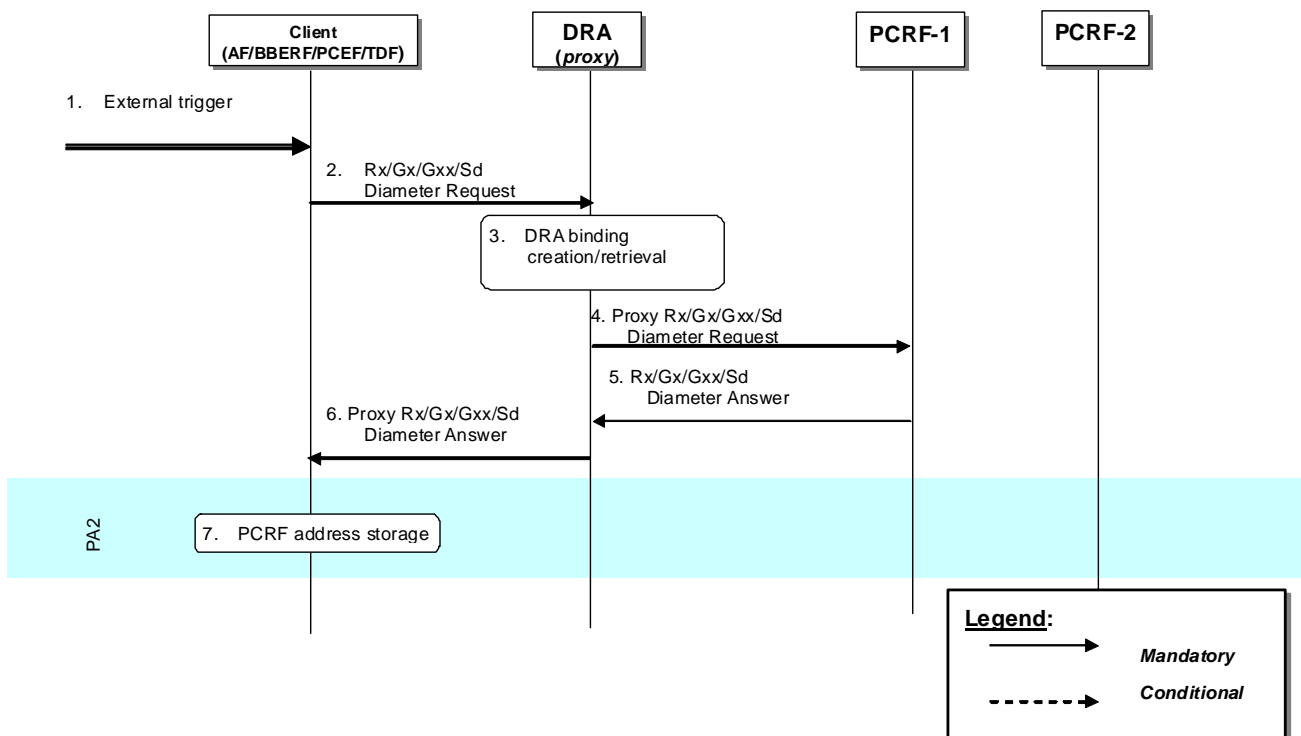 Client
(AF/BBERF/PCEF/TDF)
DRA
(proxy)
PCRF-1
PCRF-2
1. External trigger
2. Rx/Gx/Gxx/Sd
Diameter Request
3. DRA binding
creation/retrieval
4. Proxy Rx/Gx/Gxx/Sd
Diameter Request
5. Rx/Gx/Gxx/Sd
Diameter Answer
6. Proxy Rx/Gx/Gxx/Sd
Diameter Answer
PA2
7. PCRF address storage
Legend:
Mandatory
Conditional